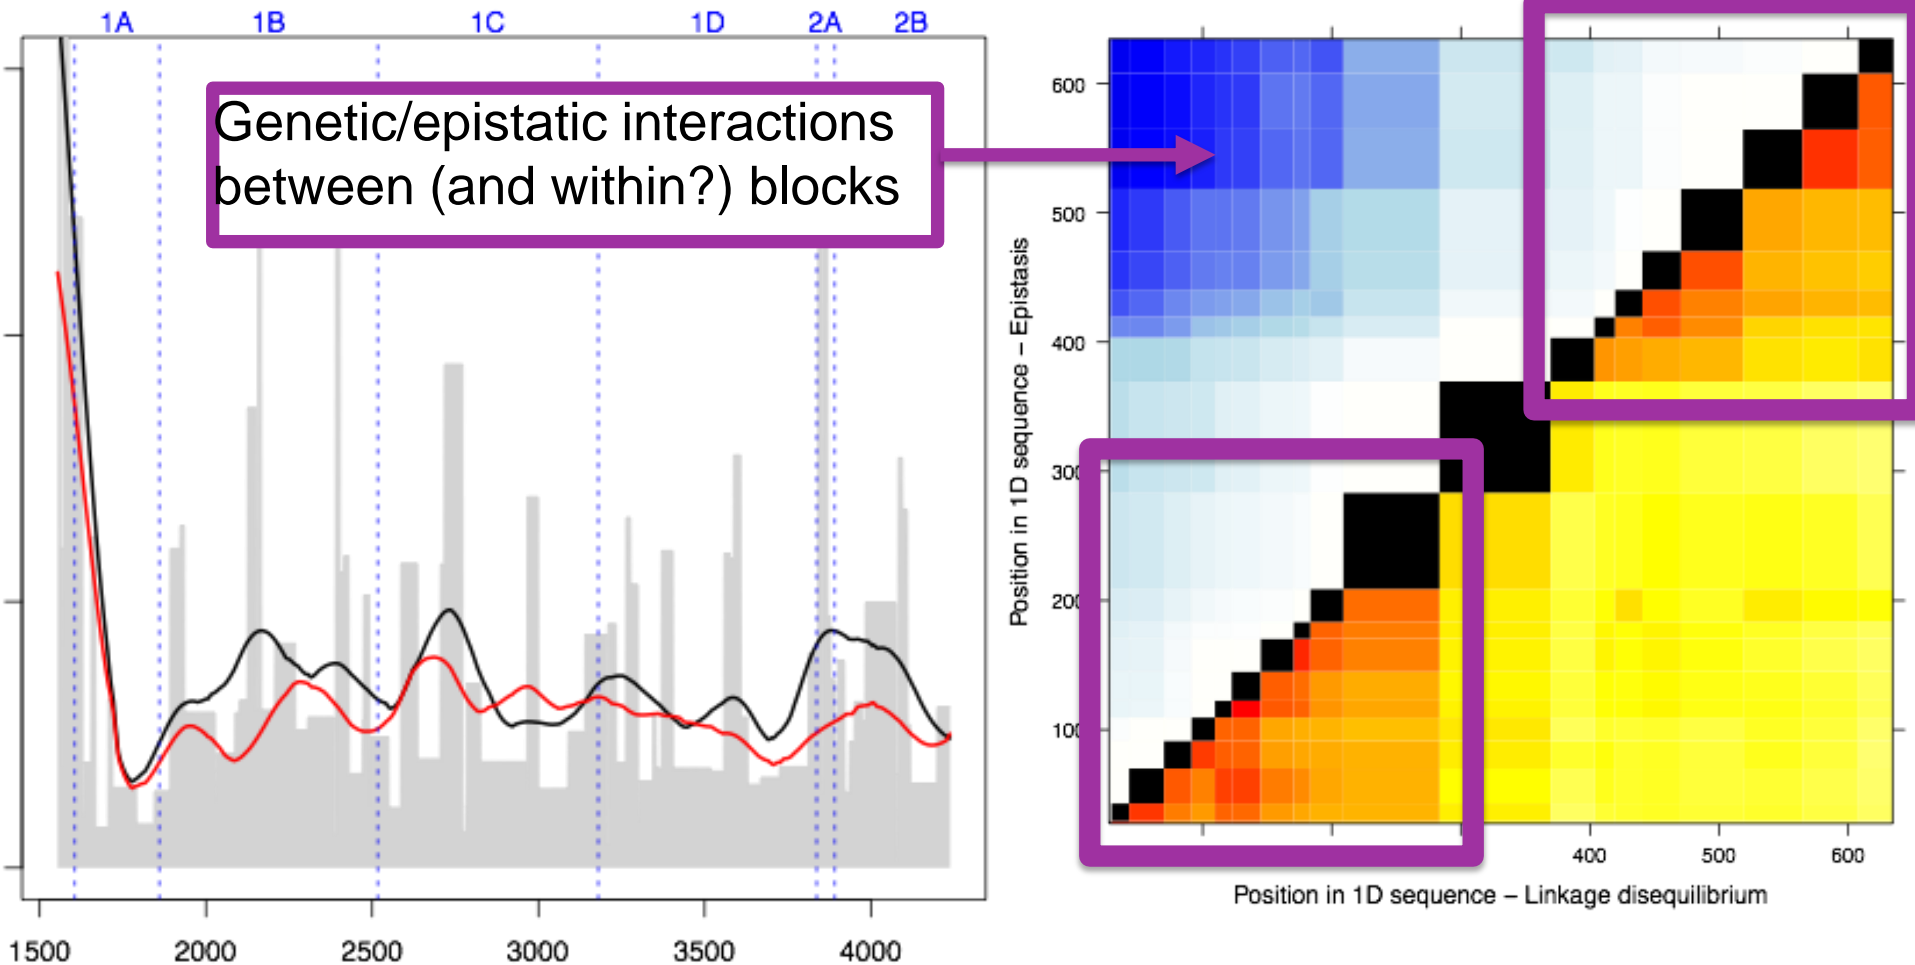 1A 1B 1C 1D 2A 2B
Genetic/epistatic interactions
between (and within?) blocks
1500 2000 2500 3000 3500 4000
Position in 1D sequence – Epistasis
600
500
400
300
200
100
400 500 600
Position in 1D sequence – Linkage disequilibrium